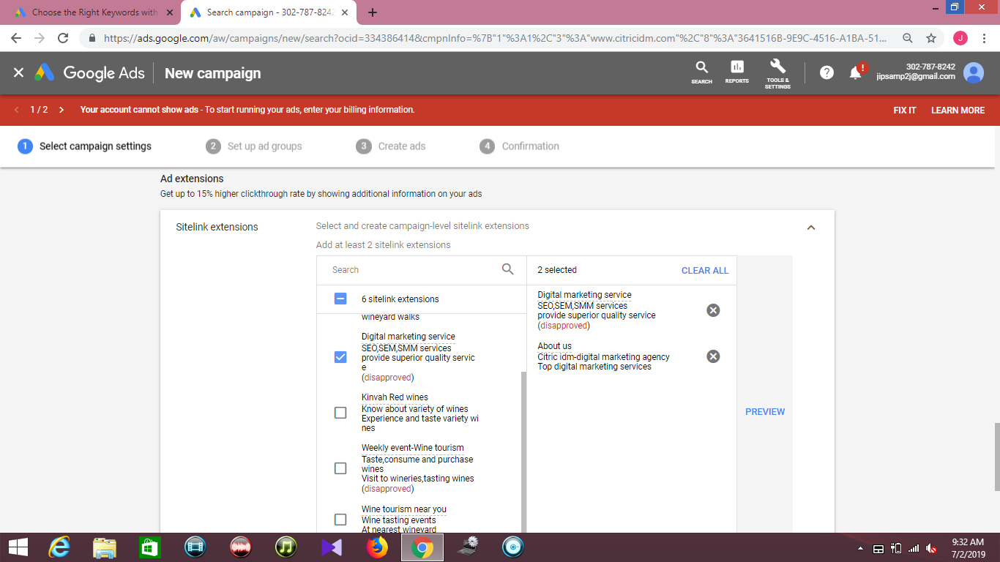 Choose the Right Keywords with
Search campaign - 302-787-8242
https://ads.google.com/aw/campaigns/new/search?ocid=334386414&cmpnInfo=%7B"1"%3A1%2C"3"%3A"www.citricidm.com"%2C"8"%3A"3641516B-9E9C-4516-A1BA-51...
J
Google Ads
New campaign
SEARCH
REPORTS
TOOLS &
SETTINGS
?
!
302-787-8242
jipsamp2j@gmail.com
1 / 2
Your account cannot show ads - To start running your ads, enter your billing information.
FIX IT
LEARN MORE
1 Select campaign settings
2 Set up ad groups
3 Create ads
4 Confirmation
Ad extensions
Get up to 15% higher clickthrough rate by showing additional information on your ads
Sitelink extensions
Select and create campaign-level sitelink extensions
Add at least 2 sitelink extensions
Search
6 sitelink extensions
wineyard walks
Digital marketing service
SEO,SEM,SMM services
provide superior quality servic
e
(disapproved)
Kinvah Red wines
Know about variety of wines
Experience and taste variety wi
nes
Weekly event-Wine tourism
Taste,consume and purchase
wines
Visit to wineries,tasting wines
(disapproved)
Wine tourism near you
Wine tasting events
At nearest wineyard
2 selected
CLEAR ALL
Digital marketing service
SEO,SEM,SMM services
provide superior quality service
(disapproved)
About us
Citric idm-digital marketing agency
Top digital marketing services
PREVIEW
9:32 AM
7/2/2019